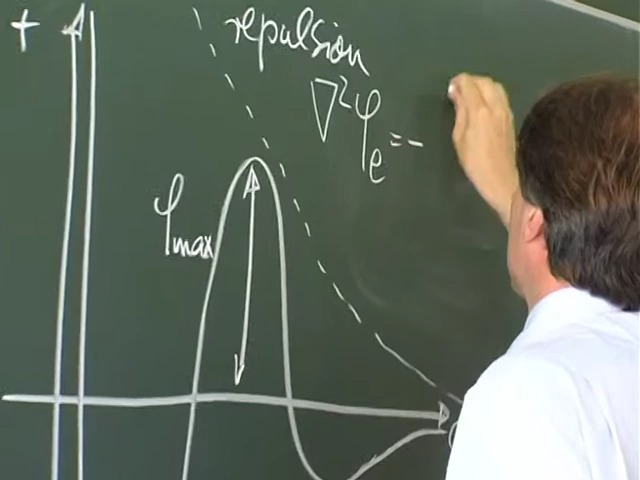 +
repulsion
∇²φₑ = -
φmax